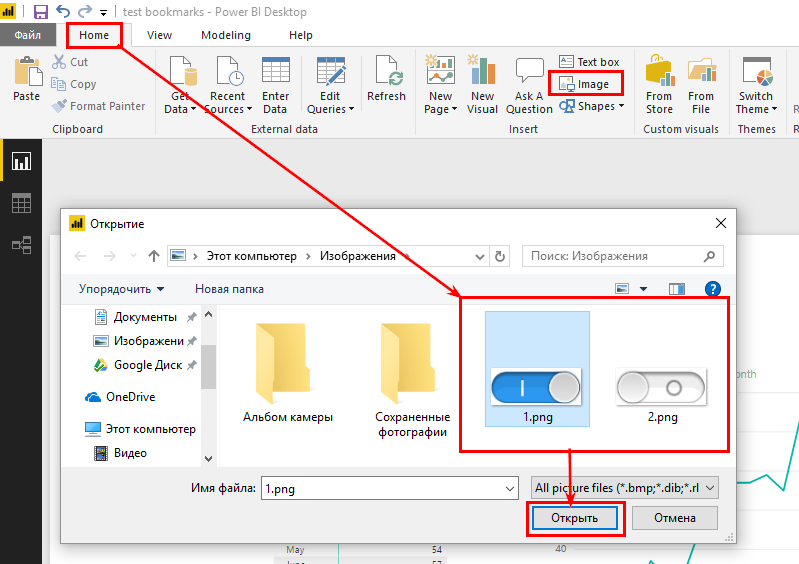 test bookmarks - Power BI Desktop
Файл Home View Modeling Help
Paste
Cut
Copy
Format Painter
Clipboard
Get Data
Recent Sources
Enter Data
Edit Queries
Refresh
External data
New Page
New Visual
Ask A Question
Text box
Image
Shapes
Insert
From Store
From File
Custom visuals
Switch Theme
Themes
Открытие
Этот компьютер
Изображения
Поиск: Изображения
Упорядочить
Новая папка
Документы
Изображени
Google Диск
OneDrive
Этот компьютер
Видео
Альбом камеры
Сохраненные
фотографии
1.png
2.png
Имя файла:
1.png
All picture files (*.bmp;*.dib;*.rl
Открыть
Отмена
onth
May 54
40
57